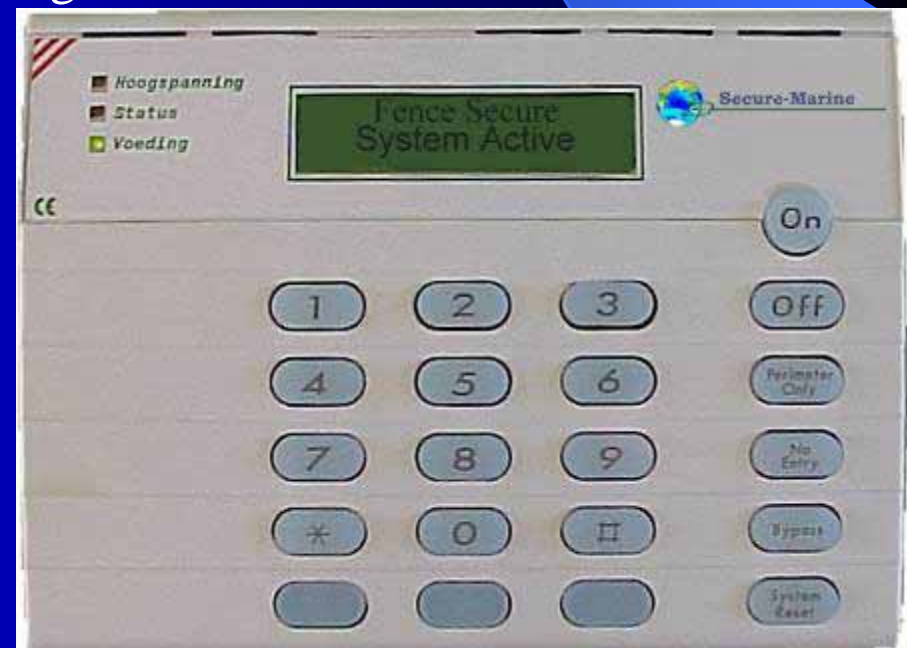 Hoogspanning
Status
Voeding
Fence Secure
System Active
Secure-Marine
CE
On
1 2 3 Off
4 5 6 Perimeter Only
7 8 9 No Entry
* 0 # Bypass
System Reset